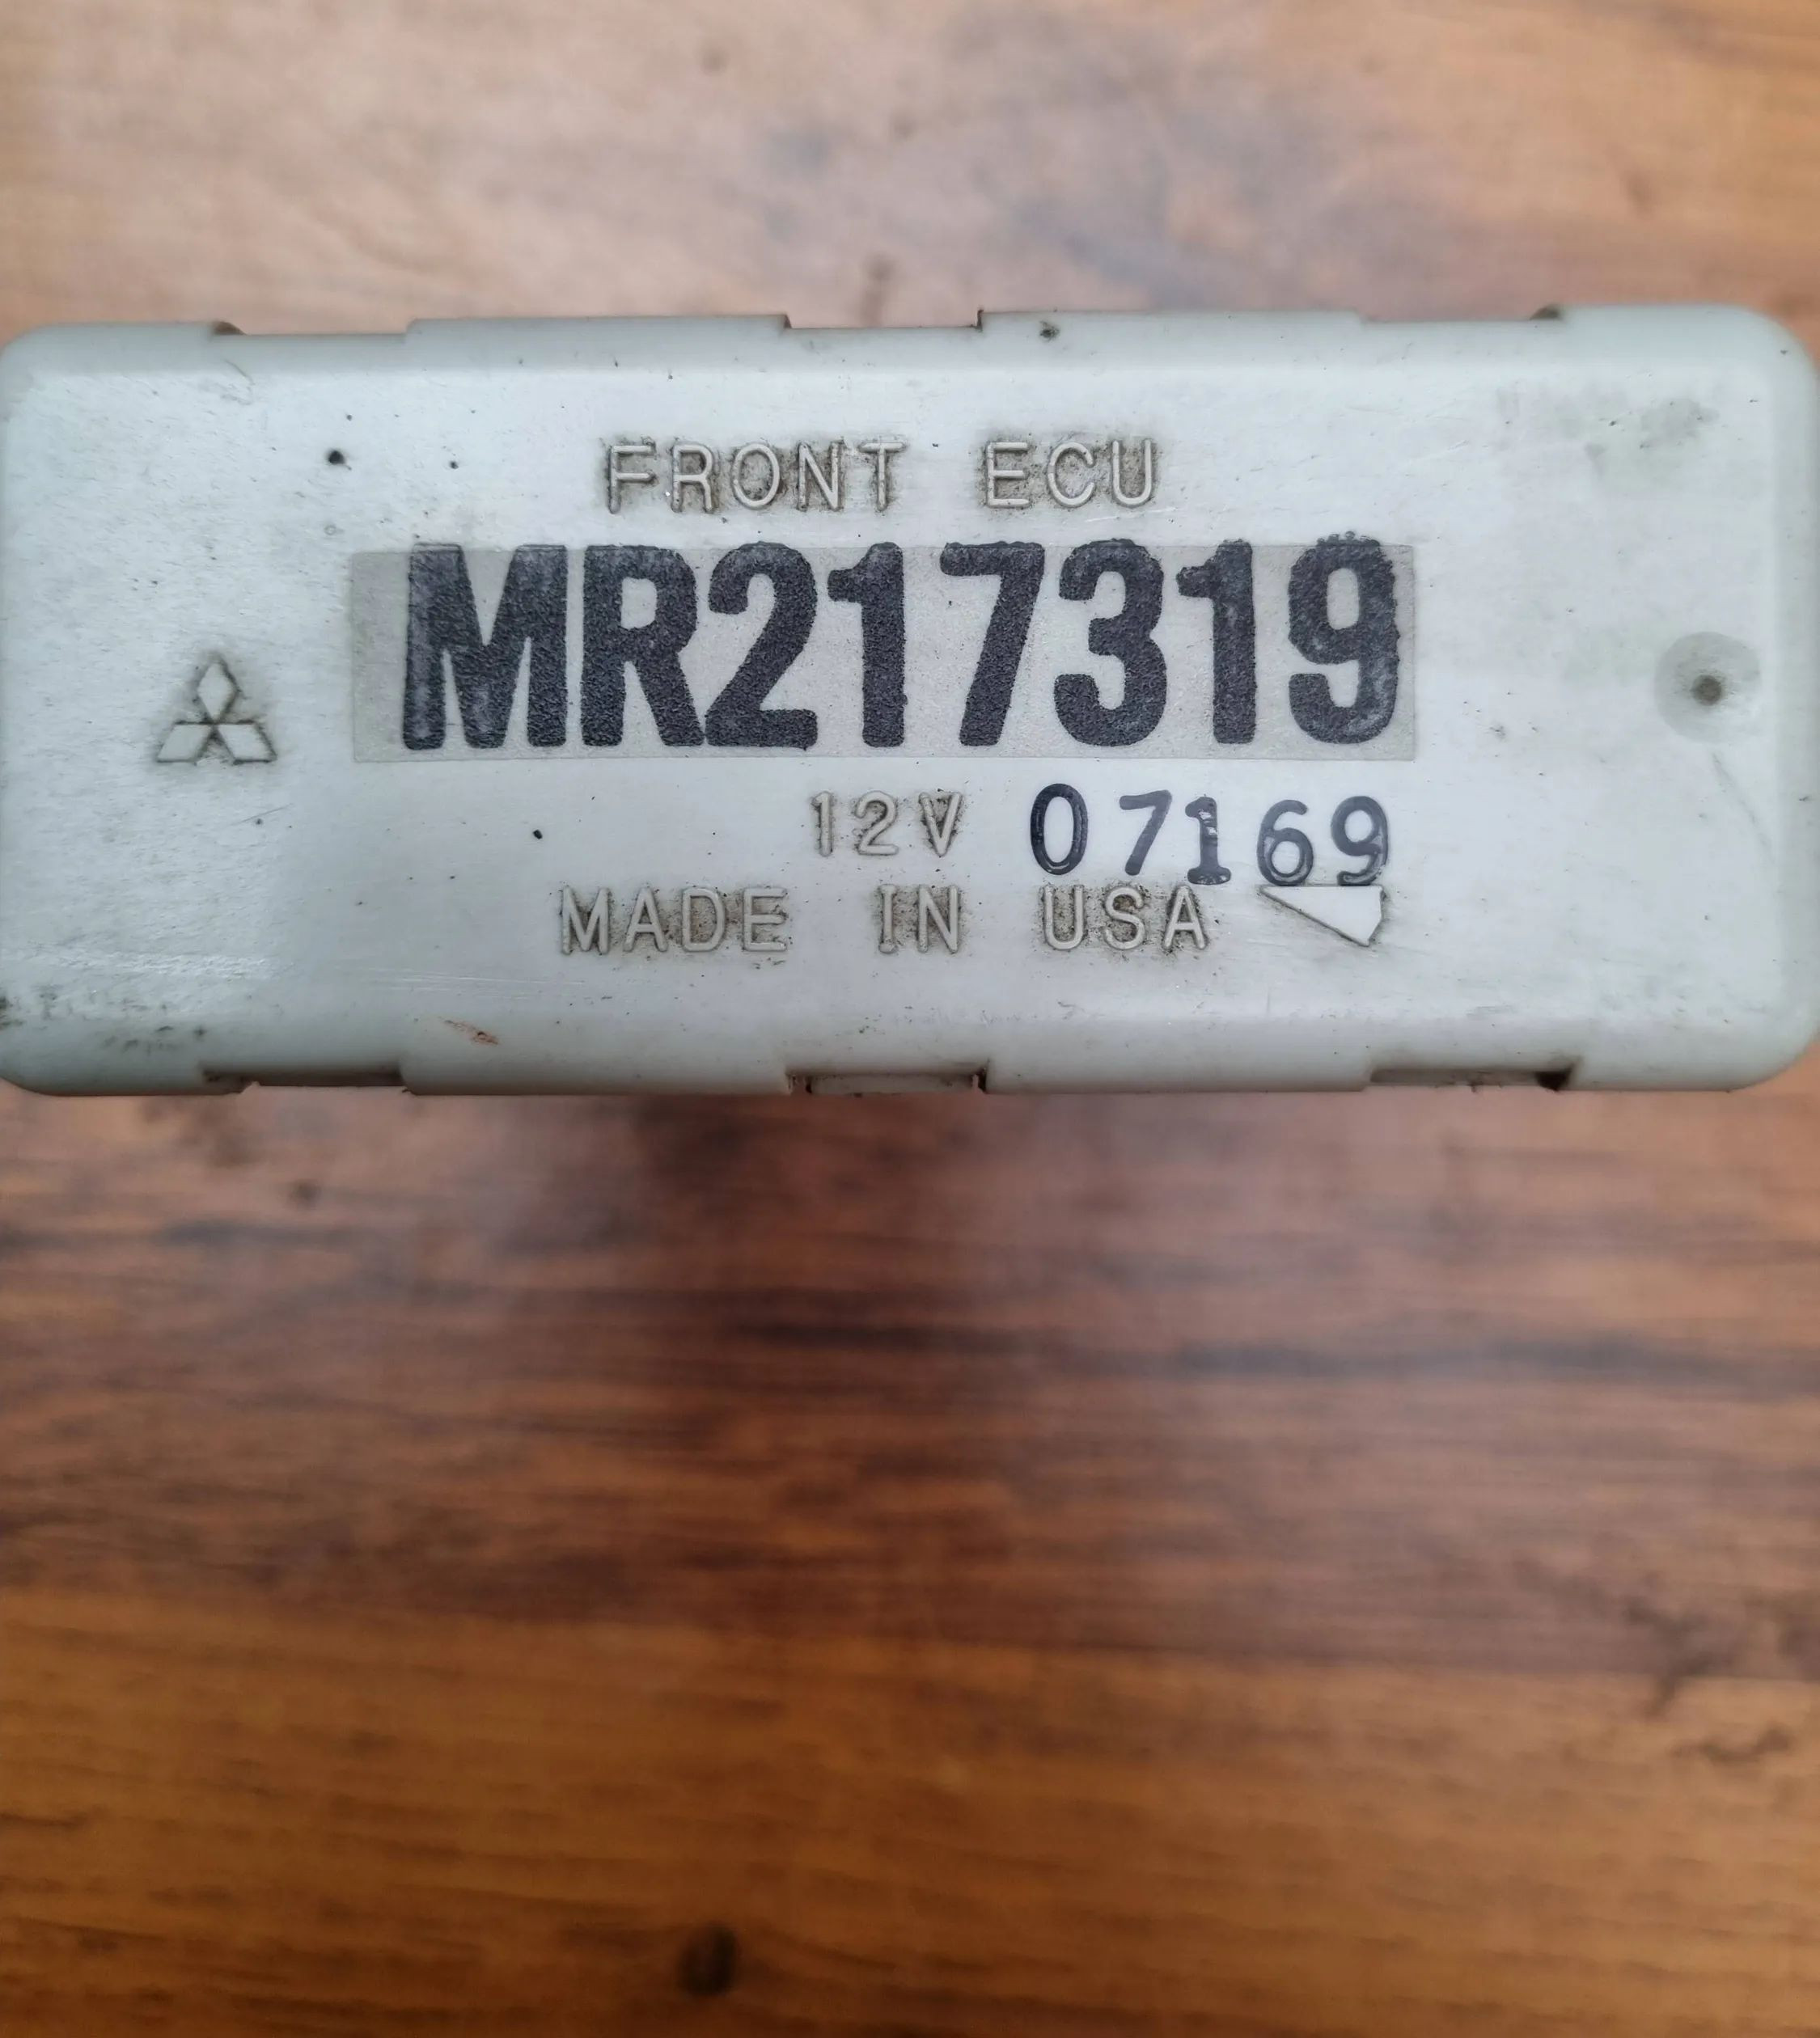 FRONT ECU
MR217319
12V 07169
MADE IN USA